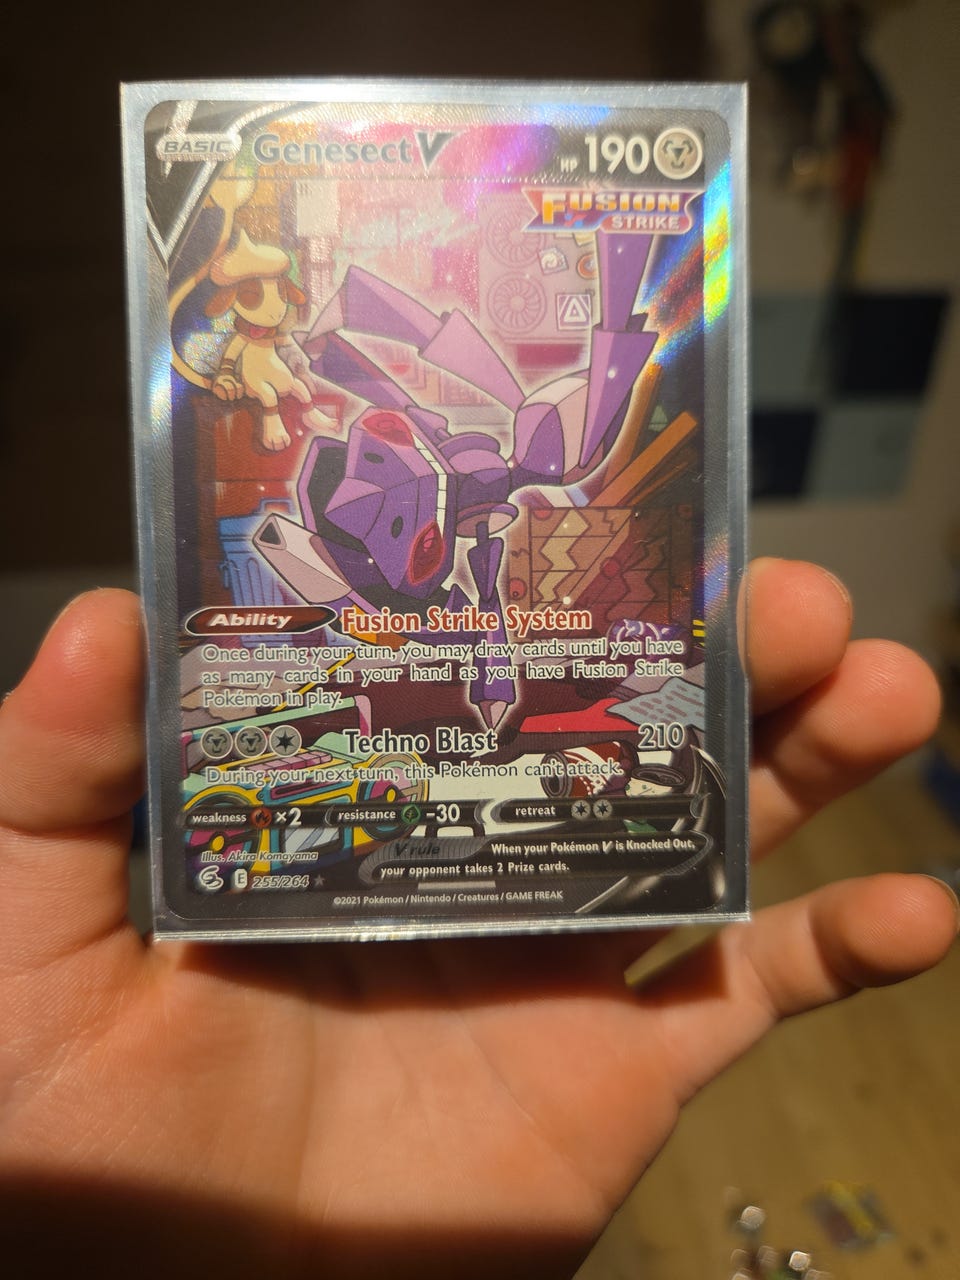 BASIC Genesect V HP 190
FUSION
STRIKE
Ability Fusion Strike System
Once during your turn, you may draw cards until you have
as many cards in your hand as you have Fusion Strike
Pokémon in play.
Techno Blast 210
During your next turn, this Pokémon can't attack.
weakness ×2 resistance -30 retreat
Illus. Akira Komayama
V rule When your Pokémon V is Knocked Out,
your opponent takes 2 Prize cards.
E 255/264
©2021 Pokémon / Nintendo / Creatures / GAME FREAK